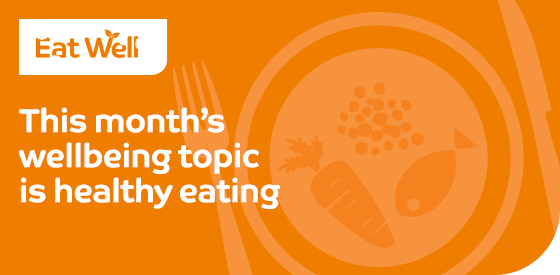 Eat Well
This month's
wellbeing topic
is healthy eating